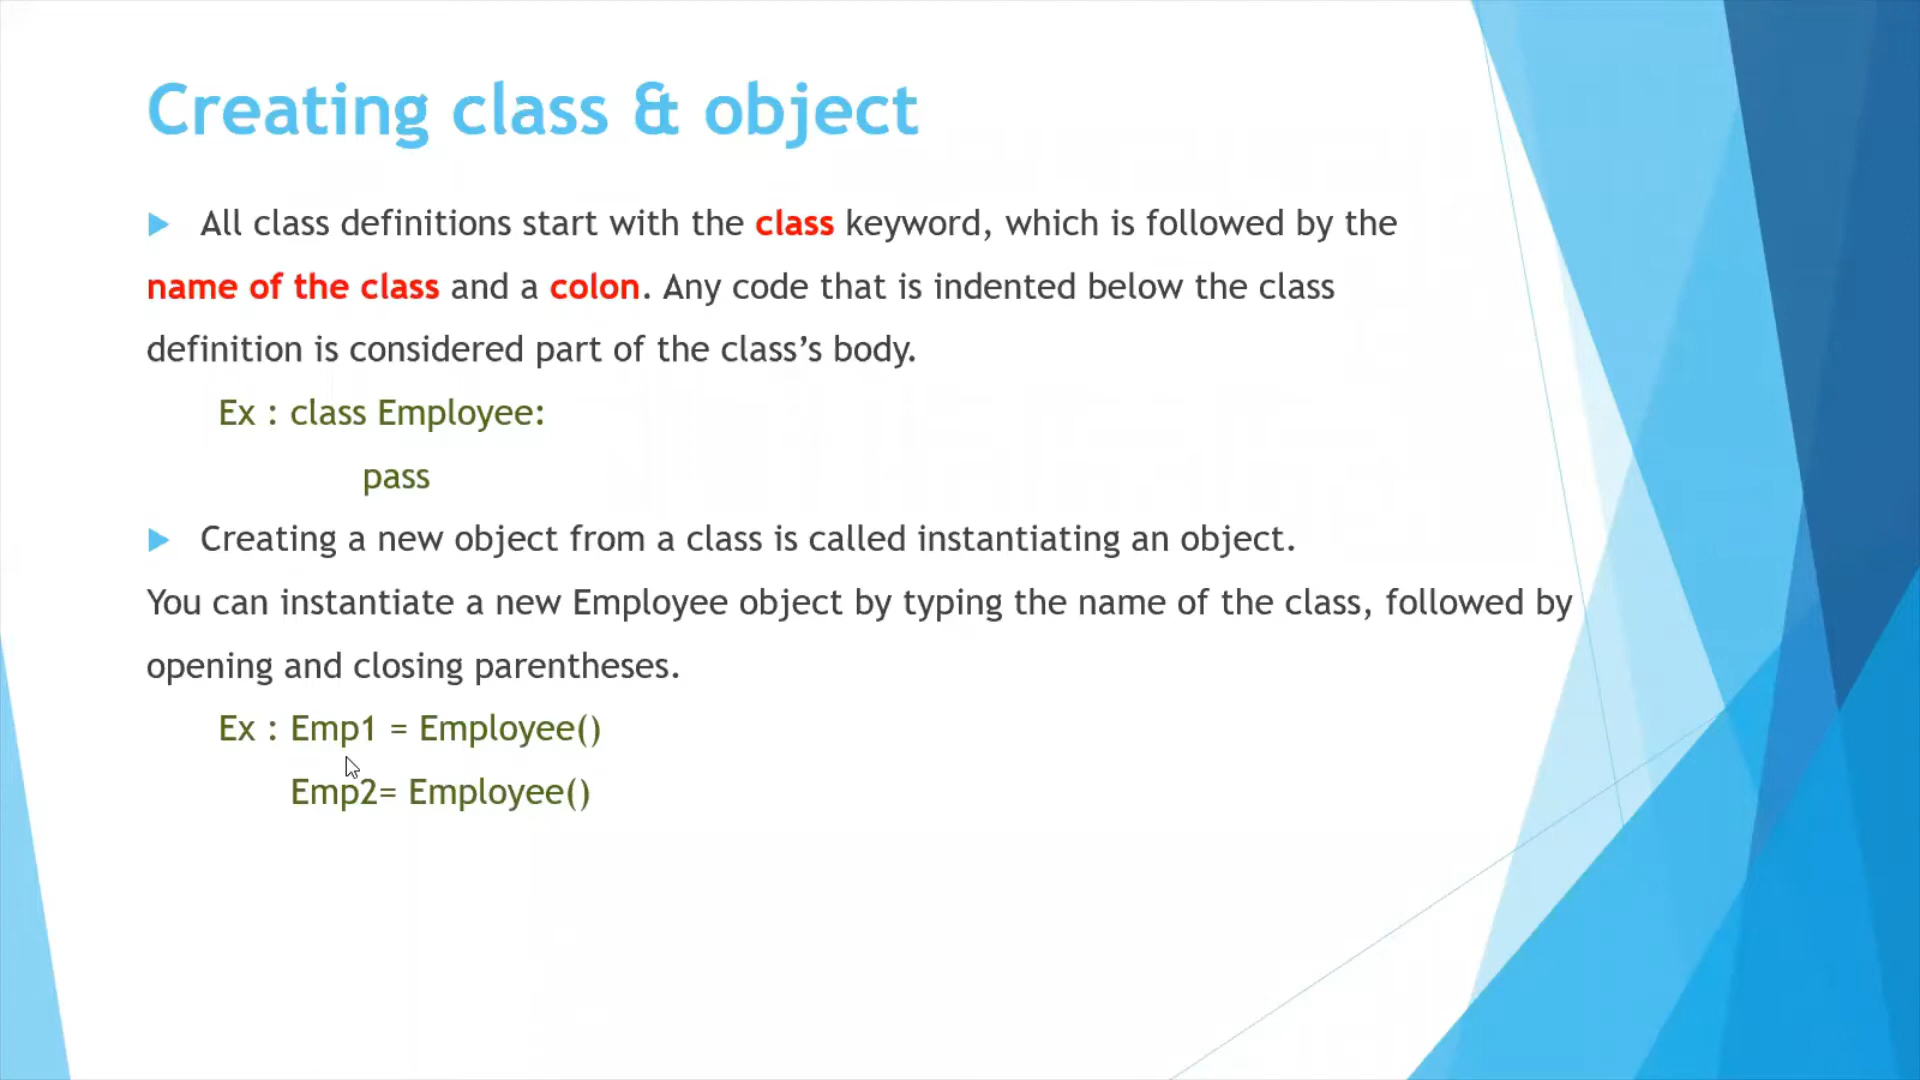 Creating class & object
All class definitions start with the class keyword, which is followed by the
name of the class and a colon. Any code that is indented below the class
definition is considered part of the class’s body.
Ex : class Employee:
pass
Creating a new object from a class is called instantiating an object.
You can instantiate a new Employee object by typing the name of the class, followed by
opening and closing parentheses.
Ex : Emp1 = Employee()
Emp2= Employee()